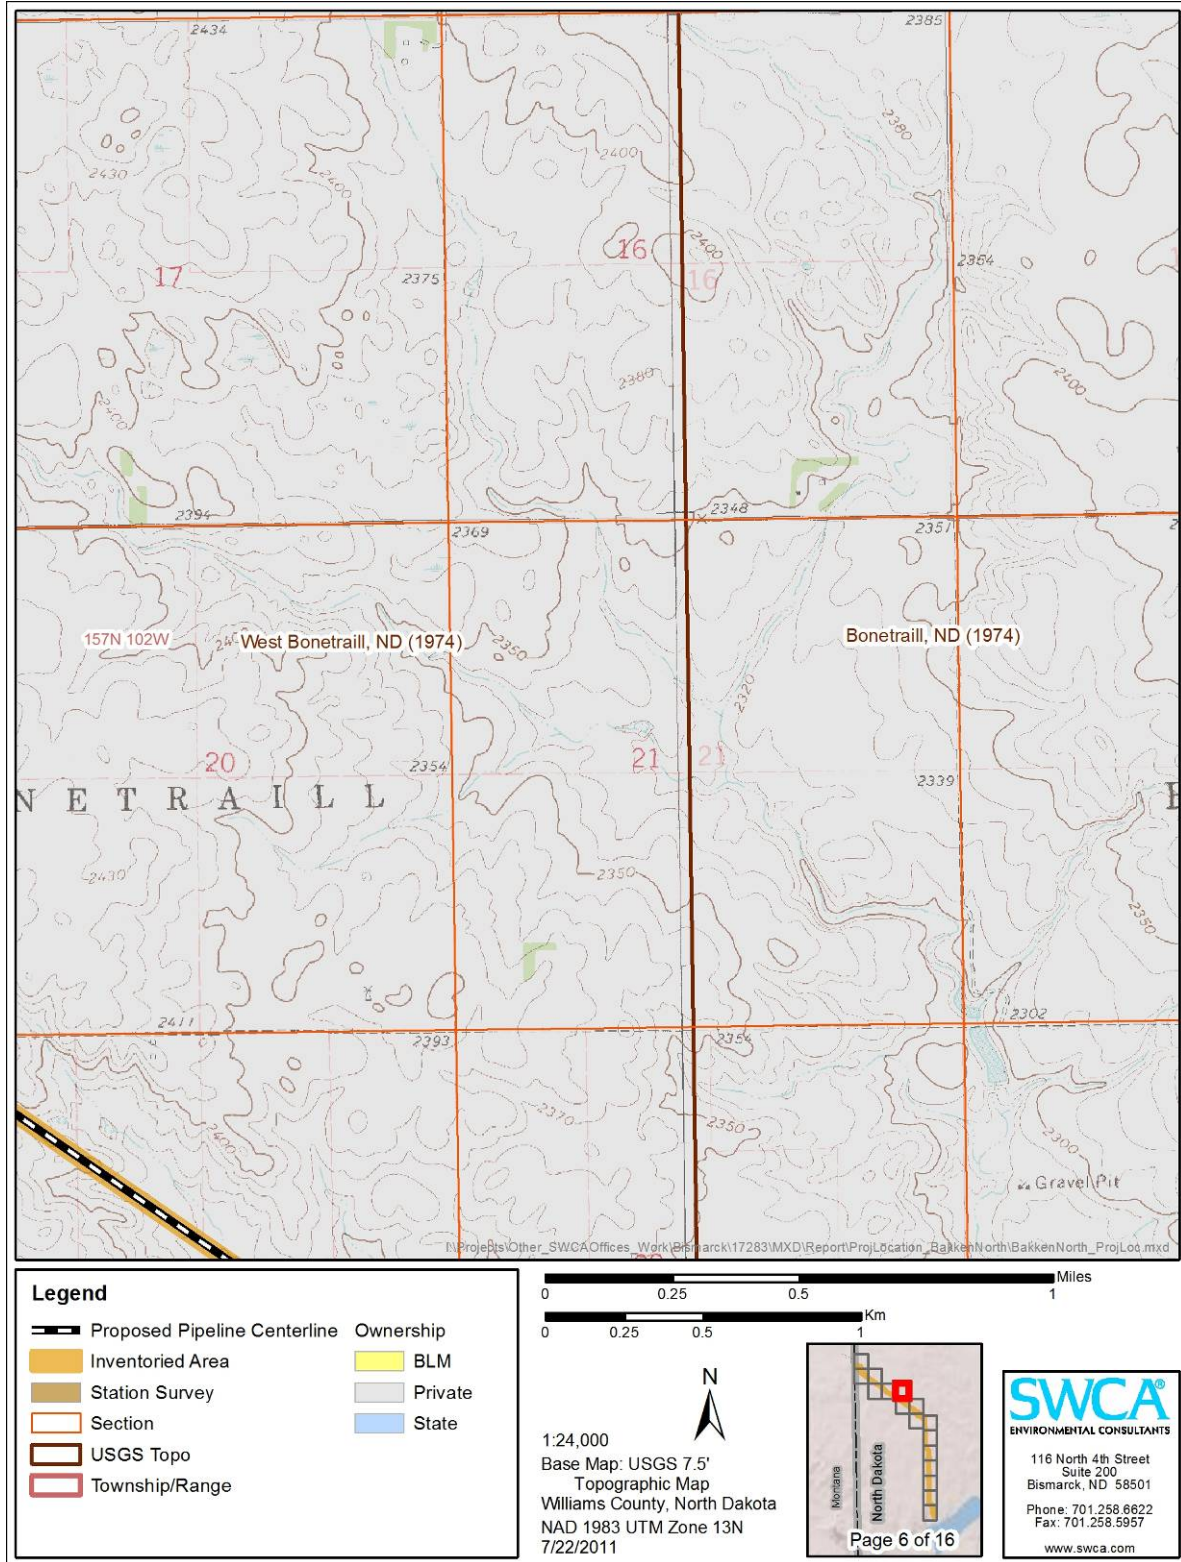 2434
2385
2380
2400
2430
2400
16
2400
16
2364
17
2375
2380
2400
2400
2394
2348
2369
2351
157N 102W
West Bonetraill, ND (1974)
2350
Bonetraill, ND (1974)
2320
20
2354
21
21
2339
NETRAILL
2430
2350
2350
2411
2393
2354
2302
2370
2350
2400
2300
Gravel Pit
I:\Projects\Other_SWCAOffices_Work\Bismarck\17283\MXD\Report\ProjLocation_BakkenNorth\BakkenNorth_ProjLoc.mxd
Legend
Proposed Pipeline Centerline
Inventoried Area
Station Survey
Section
USGS Topo
Township/Range
Ownership
BLM
Private
State
Miles
0 0.25 0.5 1
Km
0 0.25 0.5 1
N
1:24,000
Base Map: USGS 7.5'
Topographic Map
Williams County, North Dakota
NAD 1983 UTM Zone 13N
7/22/2011
Montana
North Dakota
Page 6 of 16
SWCA®
ENVIRONMENTAL CONSULTANTS
116 North 4th Street
Suite 200
Bismarck, ND 58501
Phone: 701.258.6622
Fax: 701.258.5957
www.swca.com